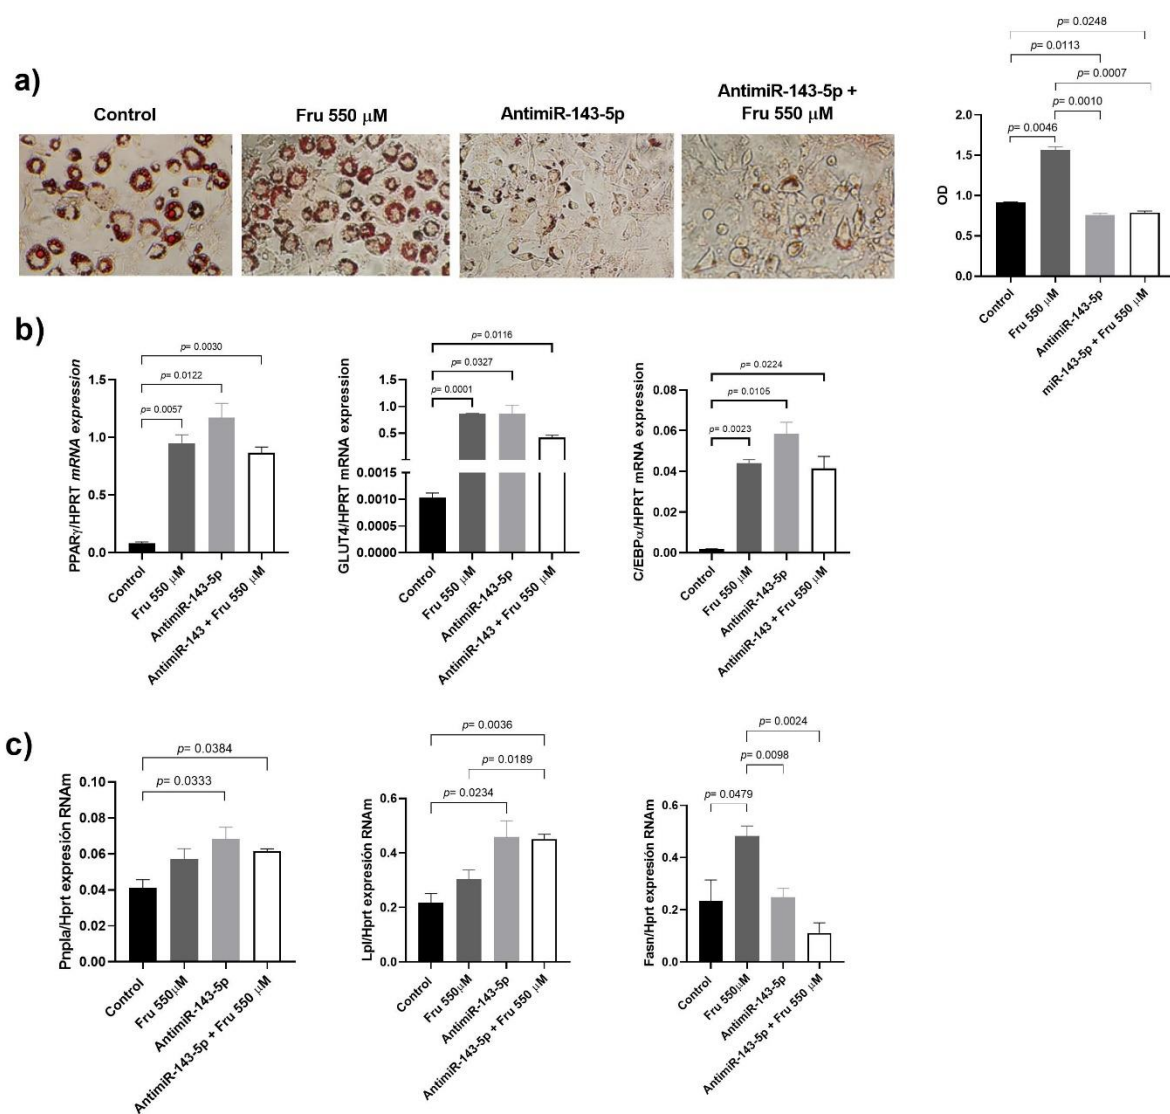 a)
Control
Fru 550 μM
AntimiR-143-5p
AntimiR-143-5p +
Fru 550 μM
p= 0.0248
p= 0.0113
p= 0.0007
p= 0.0010
p= 0.0046
2.0
1.5
1.0
0.5
0.0
OD
Control
Fru 550 μM
AntimiR-143-5p
miR-143-5p + Fru 550 μM
b)
p= 0.0030
p= 0.0122
p= 0.0057
1.5
1.0
0.5
0.0
PPARγ/HPRT mRNA expression
Control
Fru 550 μM
AntimiR-143-5p
AntimiR-143 + Fru 550 μM
p= 0.0116
p= 0.0327
p= 0.0001
1.5
1.0
0.5
0.0015
0.0010
0.0005
0.0000
GLUT4/HPRT mRNA expression
Control
Fru 550 μM
AntimiR-143-5p
AntimiR-143 + Fru 550 μM
p= 0.0224
p= 0.0105
p= 0.0023
0.08
0.06
0.04
0.02
0.00
C/EBPα/HPRT mRNA expression
Control
Fru 550 μM
AntimiR-143-5p
AntimiR-143 + Fru 550 μM
c)
p= 0.0384
p= 0.0333
0.10
0.08
0.06
0.04
0.02
0.00
Pnpla/Hprt expresión RNAm
Control
Fru 550μM
AntimiR-143-5p
AntimiR-143-5p + Fru 550 μM
p= 0.0036
p= 0.0189
p= 0.0234
0.6
0.4
0.2
0.0
Lpl/Hprt expresión RNAm
Control
Fru 550μM
AntimiR-143-5p
AntimiR-143-5p + Fru 550 μM
p= 0.0024
p= 0.0098
p= 0.0479
0.6
0.4
0.2
0.0
Fasn/Hprt expresión RNAm
Control
Fru 550μM
AntimiR-143-5p
AntimiR-143-5p + Fru 550 μM